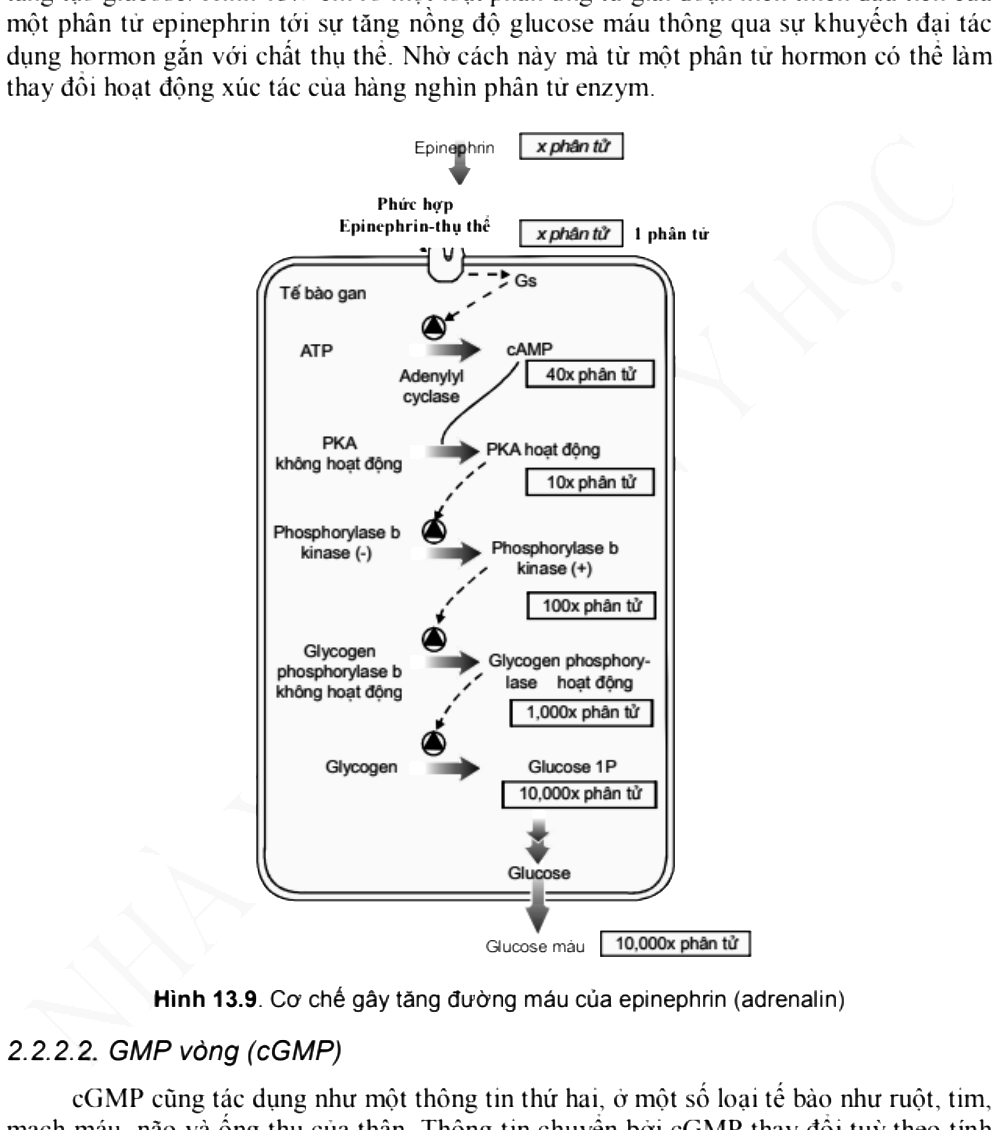 một phân tử epinephrin tới sự tăng nồng độ glucose máu thông qua sự khuyếch đại tác
dụng hormon gắn với chất thụ thể. Nhờ cách này mà từ một phân tử hormon có thể làm
thay đổi hoạt động xúc tác của hàng nghìn phân tử enzym.
Epinephrin
x phân tử
Phức hợp
Epinephrin-thụ thể
x phân tử
1 phân tử
Tế bào gan
Gs
ATP
cAMP
40x phân tử
Adenylyl
cyclase
PKA
không hoạt động
PKA hoạt động
10x phân tử
Phosphorylase b
kinase (-)
Phosphorylase b
kinase (+)
100x phân tử
Glycogen
phosphorylase b
không hoạt động
Glycogen phosphory-
lase hoạt động
1,000x phân tử
Glycogen
Glucose 1P
10,000x phân tử
Glucose
Glucose máu
10,000x phân tử
Hình 13.9. Cơ chế gây tăng đường máu của epinephrin (adrenalin)
2.2.2.2. GMP vòng (cGMP)
cGMP cũng tác dụng như một thông tin thứ hai, ở một số loại tế bào như ruột, tim,
mạch máu, não và ống thu của thận. Thông tin chuyển bởi cGMP thay đổi tuỳ theo tính
NHÀ Y
Y HỌC